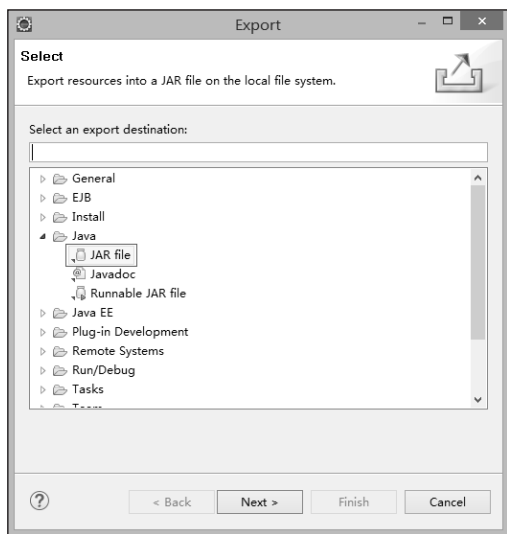 Export
Select
Export resources into a JAR file on the local file system.
Select an export destination:
General
EJB
Install
Java
JAR file
Javadoc
Runnable JAR file
Java EE
Plug-in Development
Remote Systems
Run/Debug
Tasks
Team
< Back
Next >
Finish
Cancel